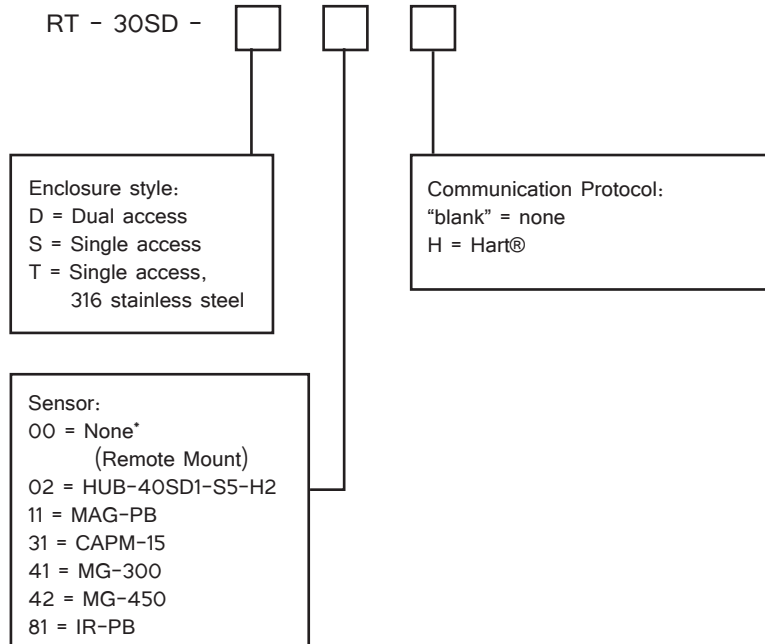 RT - 30SD -
Enclosure style:
D = Dual access
S = Single access
T = Single access,
316 stainless steel
Communication Protocol:
“blank” = none
H = Hart®
Sensor:
00 = None*
(Remote Mount)
02 = HUB-40SD1-S5-H2
11 = MAG-PB
31 = CAPM-15
41 = MG-300
42 = MG-450
81 = IR-PB